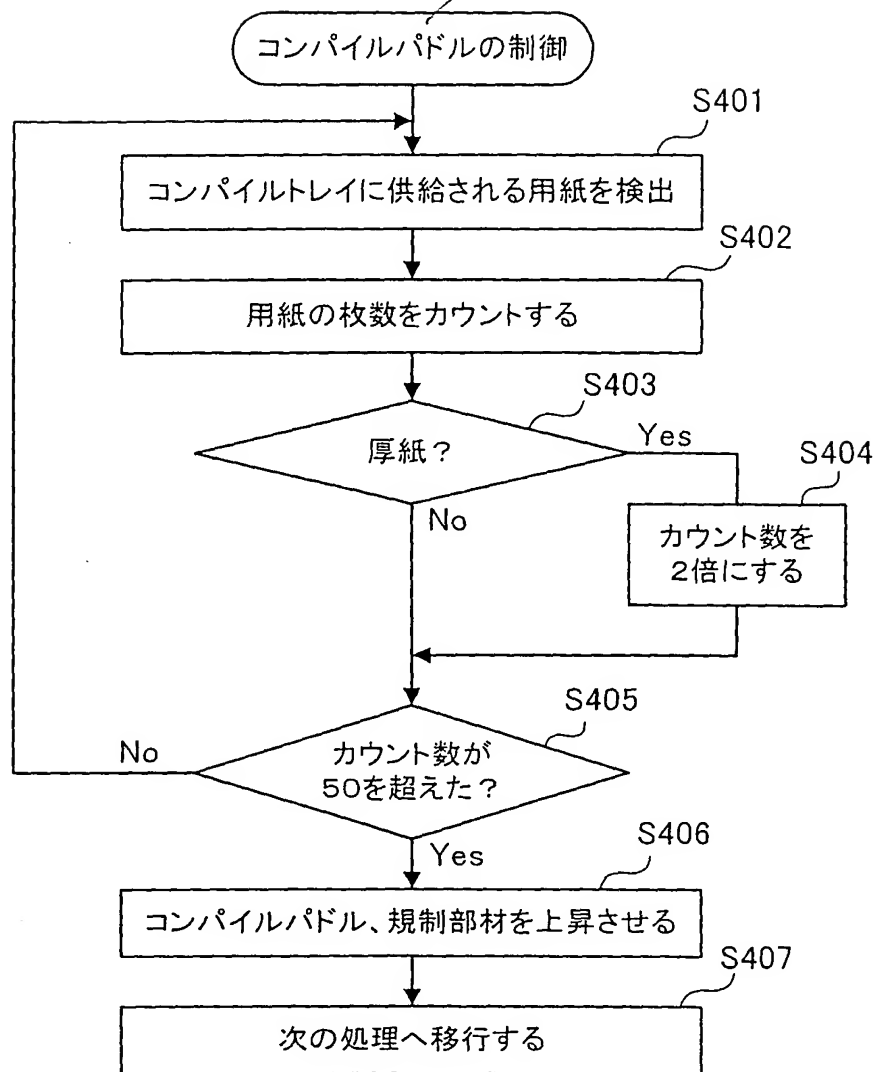 コンパイルパドルの制御
S401
コンパイルトレイに供給される用紙を検出
S402
用紙の枚数をカウントする
S403
厚紙？
Yes
S404
No
カウント数を
２倍にする
S405
No
カウント数が
５０を超えた？
Yes
S406
コンパイルパドル、規制部材を上昇させる
S407
次の処理へ移行する